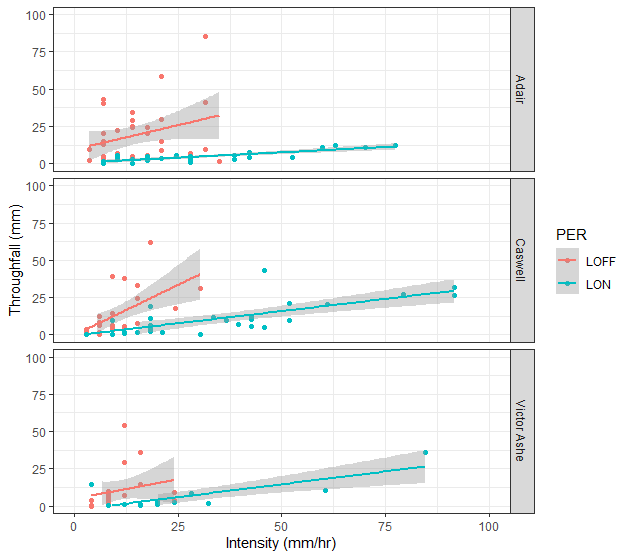 100
75
50
25
0
Adair
100
75
50
25
0
Caswell
100
75
50
25
0
Victor Ashe
0 25 50 75 100
Intensity (mm/hr)
Throughfall (mm)
PER
LOFF
LON